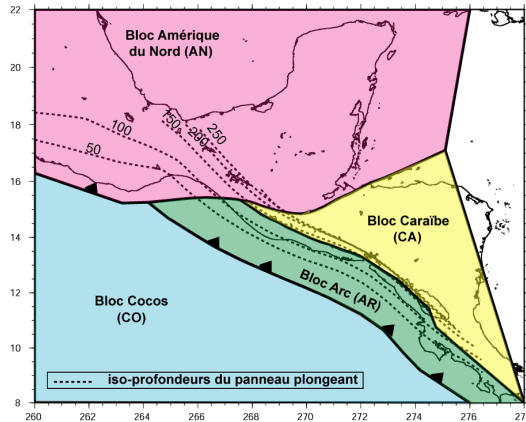 22
20
18
16
14
12
10
8
260
262
264
266
268
270
272
274
276
278
Bloc Amérique
du Nord (AN)
50
100
150
200
250
Bloc Caraïbe
(CA)
Bloc Arc (AR)
Bloc Cocos
(CO)
iso-profondeurs du panneau plongeant